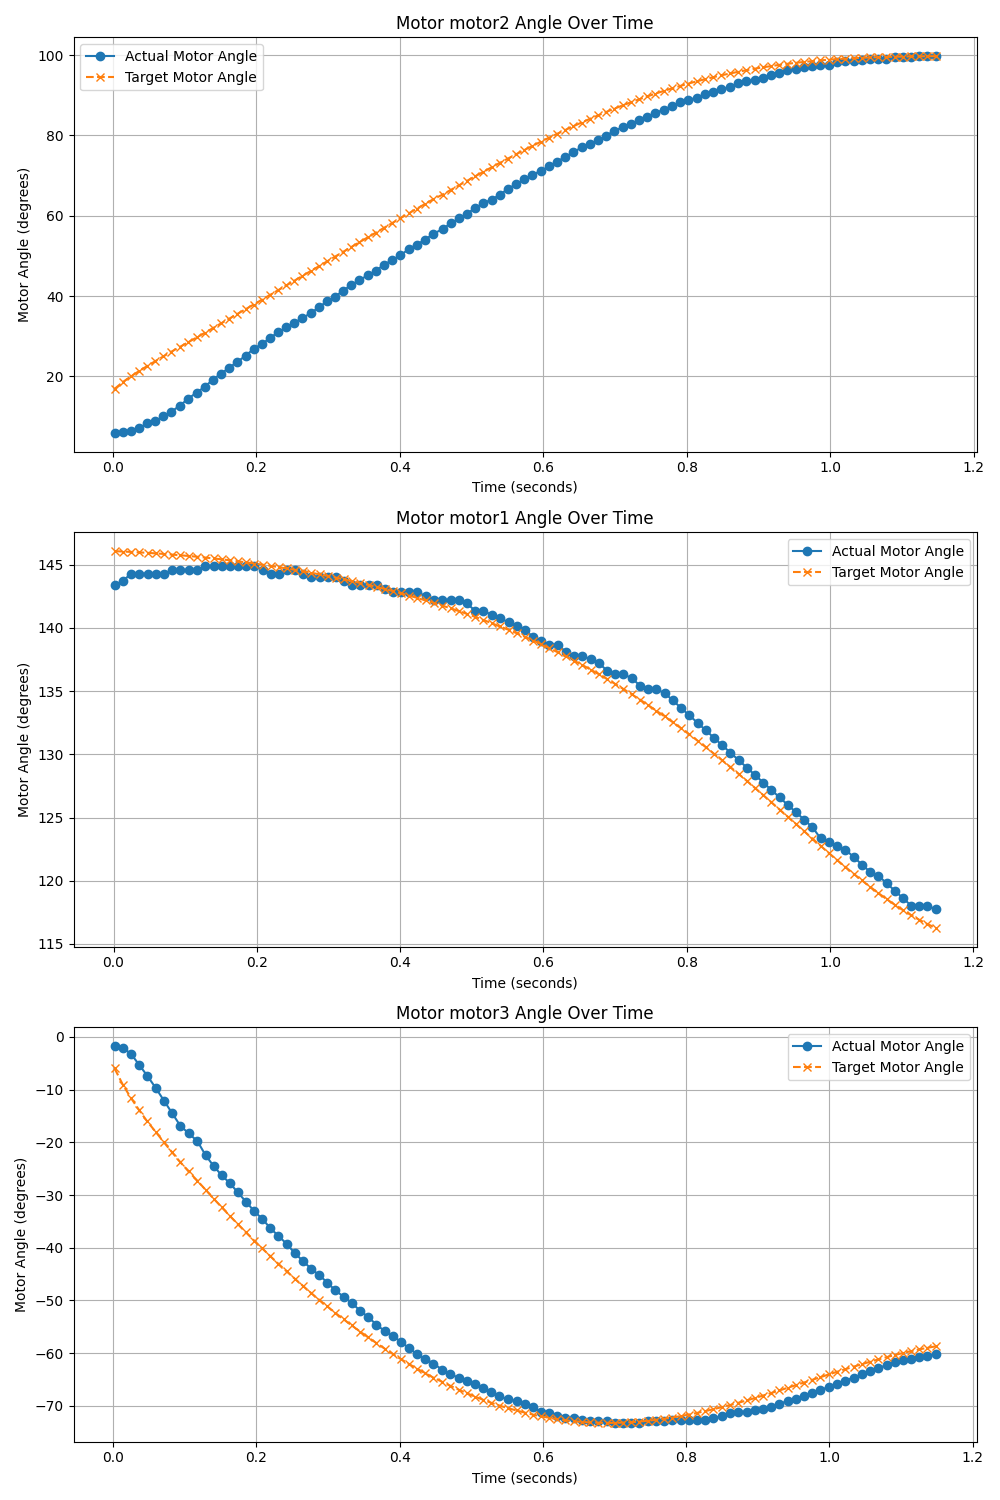 Motor motor2 Angle Over Time
Actual Motor Angle
Target Motor Angle
Motor Angle (degrees)
100
80
60
40
20
0.0 0.2 0.4 0.6 0.8 1.0 1.2
Time (seconds)
Motor motor1 Angle Over Time
Actual Motor Angle
Target Motor Angle
Motor Angle (degrees)
145
140
135
130
125
120
115
0.0 0.2 0.4 0.6 0.8 1.0 1.2
Time (seconds)
Motor motor3 Angle Over Time
Actual Motor Angle
Target Motor Angle
Motor Angle (degrees)
0
−10
−20
−30
−40
−50
−60
−70
0.0 0.2 0.4 0.6 0.8 1.0 1.2
Time (seconds)